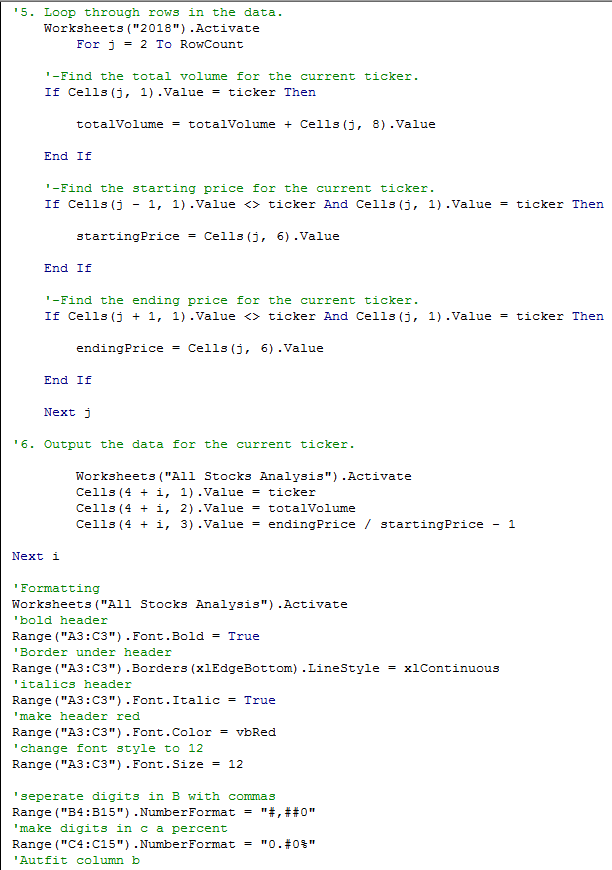 '5. Loop through rows in the data.
Worksheets("2018").Activate
For j = 2 To RowCount
'-Find the total volume for the current ticker.
If Cells(j, 1).Value = ticker Then
totalVolume = totalVolume + Cells(j, 8).Value
End If
'-Find the starting price for the current ticker.
If Cells(j - 1, 1).Value <> ticker And Cells(j, 1).Value = ticker Then
startingPrice = Cells(j, 6).Value
End If
'-Find the ending price for the current ticker.
If Cells(j + 1, 1).Value <> ticker And Cells(j, 1).Value = ticker Then
endingPrice = Cells(j, 6).Value
End If
Next j
'6. Output the data for the current ticker.
Worksheets("All Stocks Analysis").Activate
Cells(4 + i, 1).Value = ticker
Cells(4 + i, 2).Value = totalVolume
Cells(4 + i, 3).Value = endingPrice / startingPrice - 1
Next i
'Formatting
Worksheets("All Stocks Analysis").Activate
'bold header
Range("A3:C3").Font.Bold = True
'Border under header
Range("A3:C3").Borders(xlEdgeBottom).LineStyle = xlContinuous
'italics header
Range("A3:C3").Font.Italic = True
'make header red
Range("A3:C3").Font.Color = vbRed
'change font style to 12
Range("A3:C3").Font.Size = 12
'seperate digits in B with commas
Range("B4:B15").NumberFormat = "#,##0"
'make digits in c a percent
Range("C4:C15").NumberFormat = "0.#0%"
'Autfit column b